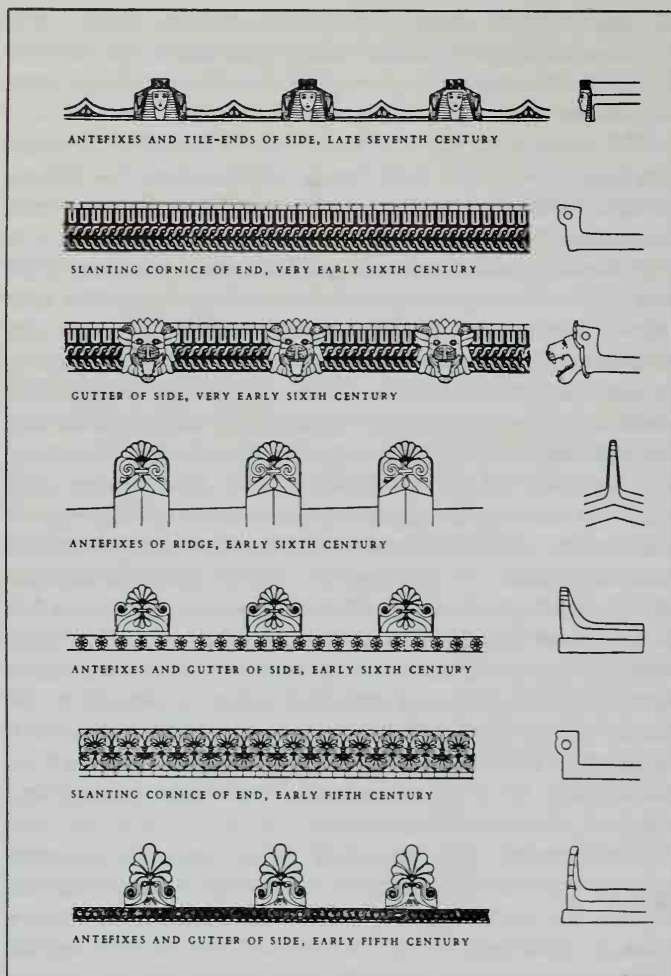 ANTEFIXES AND TILE-ENDS OF SIDE, LATE SEVENTH CENTURY
SLANTING CORNICE OF END, VERY EARLY SIXTH CENTURY
GUTTER OF SIDE, VERY EARLY SIXTH CENTURY
ANTEFIXES OF RIDGE, EARLY SIXTH CENTURY
ANTEFIXES AND GUTTER OF SIDE, EARLY SIXTH CENTURY
SLANTING CORNICE OF END, EARLY FIFTH CENTURY
ANTEFIXES AND GUTTER OF SIDE, EARLY FIFTH CENTURY